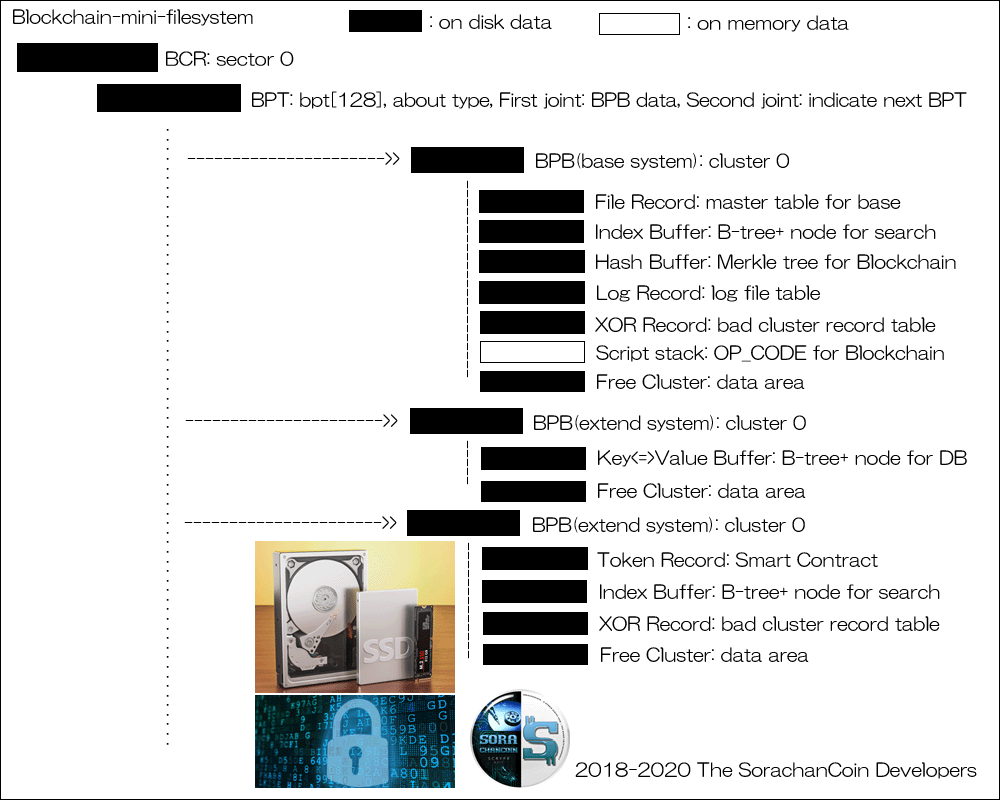 Blockchain-mini-filesystem
: on disk data
: on memory data
BCR: sector 0
BPT: bpt[128], about type, First joint: BPB data, Second joint: indicate next BPT
BPB(base system): cluster 0
File Record: master table for base
Index Buffer: B-tree+ node for search
Hash Buffer: Merkle tree for Blockchain
Log Record: log file table
XOR Record: bad cluster record table
Script stack: OP_CODE for Blockchain
Free Cluster: data area
BPB(extend system): cluster 0
Key<=>Value Buffer: B-tree+ node for DB
Free Cluster: data area
BPB(extend system): cluster 0
Token Record: Smart Contract
Index Buffer: B-tree+ node for search
XOR Record: bad cluster record table
Free Cluster: data area
SSD
SORA
CHANCOIN
2018-2020 The SorachanCoin Developers